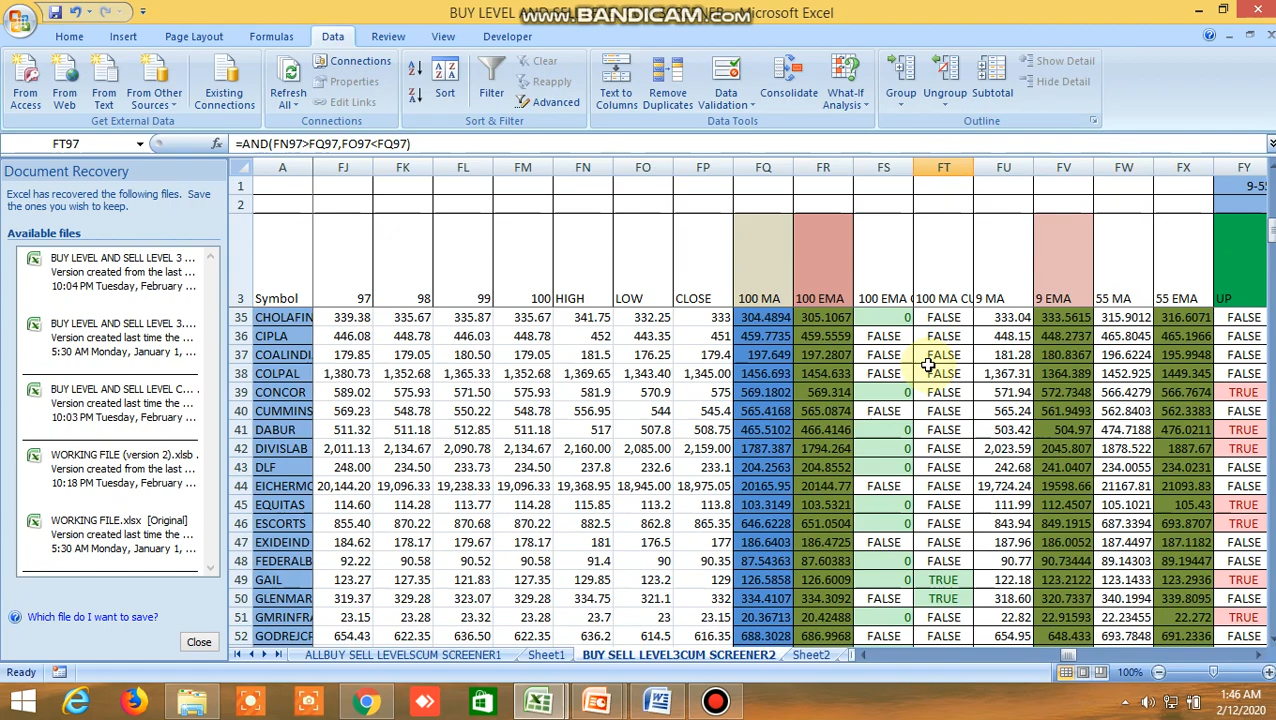 BUY LEVEL AND SELL LEVEL
SCREENER - Microsoft Excel
www.BANDICAM.com
Home Insert Page Layout Formulas Data Review View Developer
From Access
From Web
From Text
From Other Sources
Existing Connections
Get External Data
Refresh All
Connections
Properties
Edit Links
Connections
Sort
Filter
Clear
Reapply
Advanced
Sort & Filter
Text to Columns
Remove Duplicates
Data Validation
Consolidate
What-If Analysis
Data Tools
Group
Ungroup
Subtotal
Show Detail
Hide Detail
Outline
FT97 fx =AND(FN97>FQ97,FO97<FQ97)
Document Recovery
Excel has recovered the following files. Save
the ones you wish to keep.
Available files
BUY LEVEL AND SELL LEVEL 3 ...
Version created from the last ...
10:04 PM Tuesday, February ...
BUY LEVEL AND SELL LEVEL 3....
Version created last time the ...
5:30 AM Monday, January 1, ...
BUY LEVEL AND SELL LEVEL C...
Version created from the last ...
10:03 PM Tuesday, February ...
WORKING FILE (version 2).xlsb ...
Version created from the last ...
10:18 PM Tuesday, February ...
WORKING FILE.xlsx [Original]
Version created last time the ...
5:30 AM Monday, January 1, ...
Which file do I want to save?
Close
A FJ FK FL FM FN FO FP FQ FR FS FT FU FV FW FX FY
1 9-5
2
3 Symbol 97 98 99 100 HIGH LOW CLOSE 100 MA 100 EMA 100 EMA 100 MA CU 9 MA 9 EMA 55 MA 55 EMA UP
35 CHOLAFIN 339.38 335.67 335.87 335.67 341.75 332.25 333 304.4894 305.1067 0 FALSE 333.04 333.5615 315.9012 316.6071 FALSE
36 CIPLA 446.08 448.78 446.03 448.78 452 443.35 451 459.7735 459.5559 FALSE FALSE 448.15 448.2737 465.8045 465.1966 FALSE
37 COALINDI 179.85 179.05 180.50 179.05 181.5 176.25 179.4 197.649 197.2807 FALSE FALSE 181.28 180.8367 196.6224 195.9948 FALSE
38 COLPAL 1,380.73 1,352.68 1,365.33 1,352.68 1,369.65 1,343.40 1,345.00 1456.693 1454.633 FALSE FALSE 1,367.31 1364.389 1452.925 1449.345 FALSE
39 CONCOR 589.02 575.93 571.50 575.93 581.9 570.9 575 569.1802 569.314 0 FALSE 571.94 572.7348 566.4279 566.7674 TRUE
40 CUMMINS 569.23 548.78 550.22 548.78 556.95 544 545.4 565.4168 565.0874 FALSE FALSE 565.24 561.9493 562.8403 562.3383 FALSE
41 DABUR 511.30 511.18 512.85 511.18 517 507.8 508.75 465.5102 466.4146 0 FALSE 503.42 504.97 474.7188 476.0211 TRUE
42 DIVISLAB 2,011.13 2,134.67 2,090.75 2,134.67 2,160.00 2,085.00 2,140.00 1787.387 1794.264 0 FALSE 2,023.59 2045.807 1878.522 1887.67 TRUE
43 DLF 248.00 234.50 233.73 234.50 237.8 232.6 233.1 204.2563 204.8552 0 FALSE 242.68 241.0407 234.0055 234.0231 FALSE
44 EICHERMO 20,144.20 19,096.33 19,238.33 19,096.33 19,368.95 18,945.00 18,975.05 20165.95 20144.77 FALSE FALSE 19,724.24 19598.66 21167.81 21093.83 FALSE
45 EQUITAS 114.60 114.28 113.77 114.28 115.8 113.2 113.8 103.3149 103.5321 0 FALSE 111.99 112.4507 105.1021 105.43 TRUE
46 ESCORTS 855.40 870.22 870.68 870.22 882.5 862.8 865.35 646.6228 651.0504 0 FALSE 843.94 849.1915 687.3394 693.8707 TRUE
47 EXIDEIND 184.62 178.17 179.67 178.17 181 176.5 177 186.6403 186.4725 FALSE FALSE 187.96 186.0052 187.4497 187.1182 FALSE
48 FEDERALB 92.22 90.58 91.55 90.58 91.4 90 90.35 87.54363 87.60383 0 FALSE 90.77 90.73444 89.14303 89.19447 FALSE
49 GAIL 123.27 127.35 121.83 127.35 129.85 123.2 129 126.5858 126.6009 0 TRUE 122.18 123.2122 123.1433 123.2936 TRUE
50 GLENMAR 313.97 329.28 317.50 329.28 334.75 321.1 332 334.4107 334.3092 FALSE TRUE 318.60 320.7337 340.1994 339.8095 FALSE
51 GMRINFR 23.15 23.28 23.32 23.28 23.7 23 23.15 20.36713 20.42488 0 FALSE 22.82 22.91593 22.23455 22.272 TRUE
52 GODREJCP 654.43 622.35 636.50 622.35 636.2 614.5 616.35 688.3028 686.9968 FALSE FALSE 654.95 648.433 693.7848 691.2336 FALSE
ALLBUY SELL LEVELSCUM SCREENER1 Sheet1 BUY SELL LEVEL3CUM SCREENER2 Sheet2
Ready 100%
1:46 AM
2/12/2020